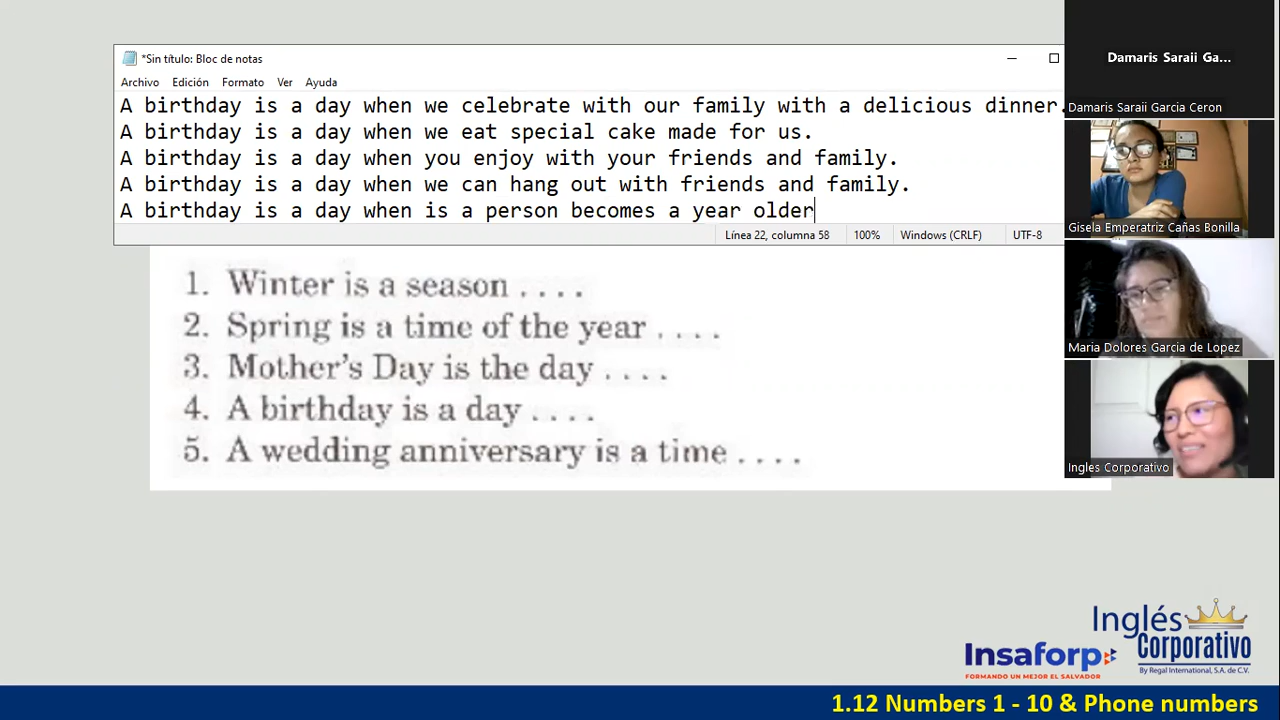 *Sin título: Bloc de notas
Archivo Edición Formato Ver Ayuda
A birthday is a day when we celebrate with our family with a delicious dinner.
A birthday is a day when we eat special cake made for us.
A birthday is a day when you enjoy with your friends and family.
A birthday is a day when we can hang out with friends and family.
A birthday is a day when is a person becomes a year older
Línea 22, columna 58 100% Windows (CRLF) UTF-8
1. Winter is a season . . . .
2. Spring is a time of the year . . . .
3. Mother's Day is the day . . . .
4. A birthday is a day . . . .
5. A wedding anniversary is a time . . . .
Damaris Saraii Ga...
Damaris Saraii Garcia Ceron
Gisela Emperatriz Cañas Bonilla
Maria Dolores Garcia de Lopez
Ingles Corporativo
Insaforp
FORMANDO UN MEJOR EL SALVADOR
Inglés
Corporativo
By Regal International, S.A. de C.V.
1.12 Numbers 1 - 10 & Phone numbers